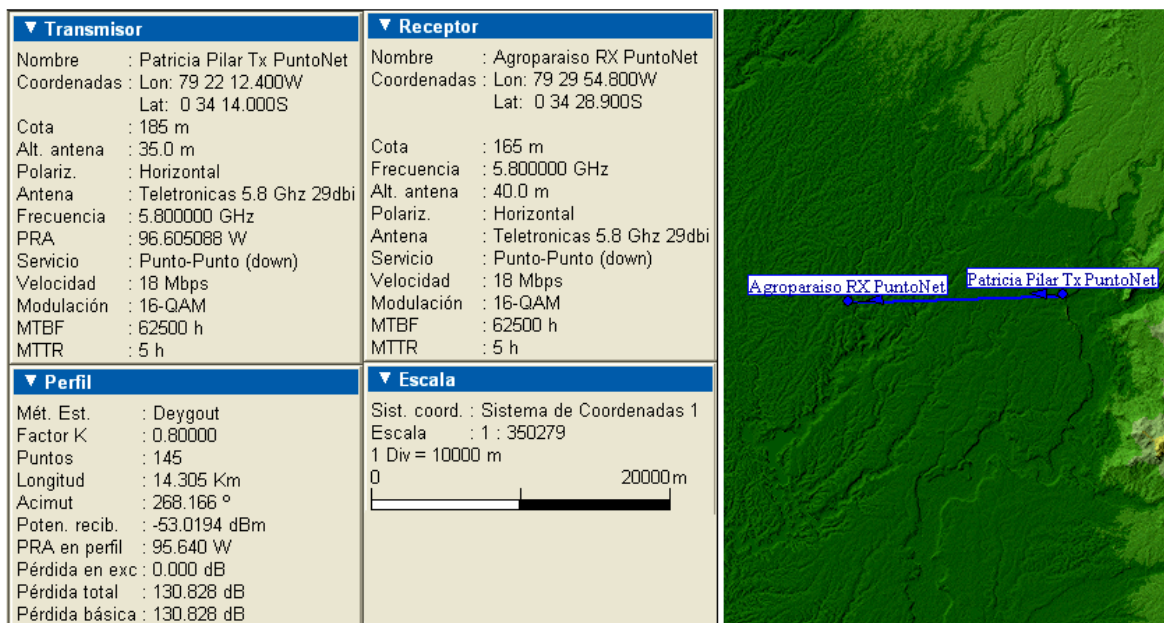 ▼ Transmisor
Nombre : Patricia Pilar Tx PuntoNet
Coordenadas : Lon: 79 22 12.400W
Lat: 0 34 14.000S
Cota : 185 m
Alt. antena : 35.0 m
Polariz. : Horizontal
Antena : Teletronicas 5.8 Ghz 29dbi
Frecuencia : 5.800000 GHz
PRA : 96.605088 W
Servicio : Punto-Punto (down)
Velocidad : 18 Mbps
Modulación : 16-QAM
MTBF : 62500 h
MTTR : 5 h
▼ Receptor
Nombre : Agroparaiso RX PuntoNet
Coordenadas : Lon: 79 29 54.800W
Lat: 0 34 28.900S
Cota : 165 m
Frecuencia : 5.800000 GHz
Alt. antena : 40.0 m
Polariz. : Horizontal
Antena : Teletronicas 5.8 Ghz 29dbi
Servicio : Punto-Punto (down)
Velocidad : 18 Mbps
Modulación : 16-QAM
MTBF : 62500 h
MTTR : 5 h
▼ Perfil
Mét. Est. : Deygout
Factor K : 0.80000
Puntos : 145
Longitud : 14.305 Km
Acimut : 268.166 º
Poten. recib. : -53.0194 dBm
PRA en perfil : 95.640 W
Pérdida en exc : 0.000 dB
Pérdida total : 130.828 dB
Pérdida básica : 130.828 dB
▼ Escala
Sist. coord. : Sistema de Coordenadas 1
Escala : 1 : 350279
1 Div = 10000 m
0 20000m
Agroparaiso RX PuntoNet
Patricia Pilar Tx PuntoNet